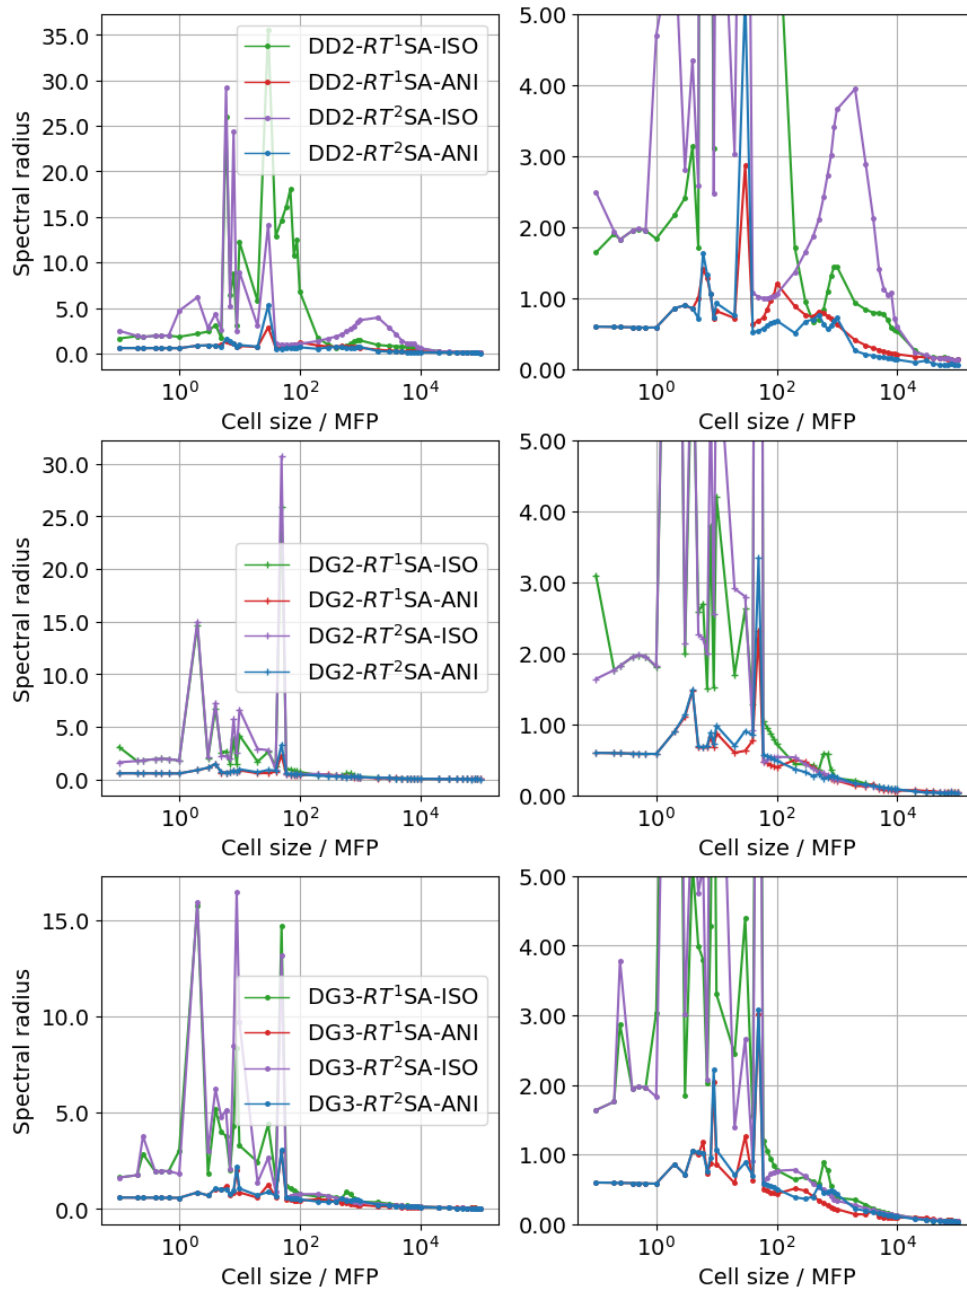 35.0
30.0
25.0
20.0
15.0
10.0
5.0
0.0
Spectral radius
DD2-RT¹SA-ISO
DD2-RT¹SA-ANI
DD2-RT²SA-ISO
DD2-RT²SA-ANI
10⁰ 10² 10⁴
Cell size / MFP
5.00
4.00
3.00
2.00
1.00
0.00
10⁰ 10² 10⁴
Cell size / MFP
30.0
25.0
20.0
15.0
10.0
5.0
0.0
Spectral radius
DG2-RT¹SA-ISO
DG2-RT¹SA-ANI
DG2-RT²SA-ISO
DG2-RT²SA-ANI
10⁰ 10² 10⁴
Cell size / MFP
5.00
4.00
3.00
2.00
1.00
0.00
10⁰ 10² 10⁴
Cell size / MFP
15.0
10.0
5.0
0.0
Spectral radius
DG3-RT¹SA-ISO
DG3-RT¹SA-ANI
DG3-RT²SA-ISO
DG3-RT²SA-ANI
10⁰ 10² 10⁴
Cell size / MFP
5.00
4.00
3.00
2.00
1.00
0.00
10⁰ 10² 10⁴
Cell size / MFP